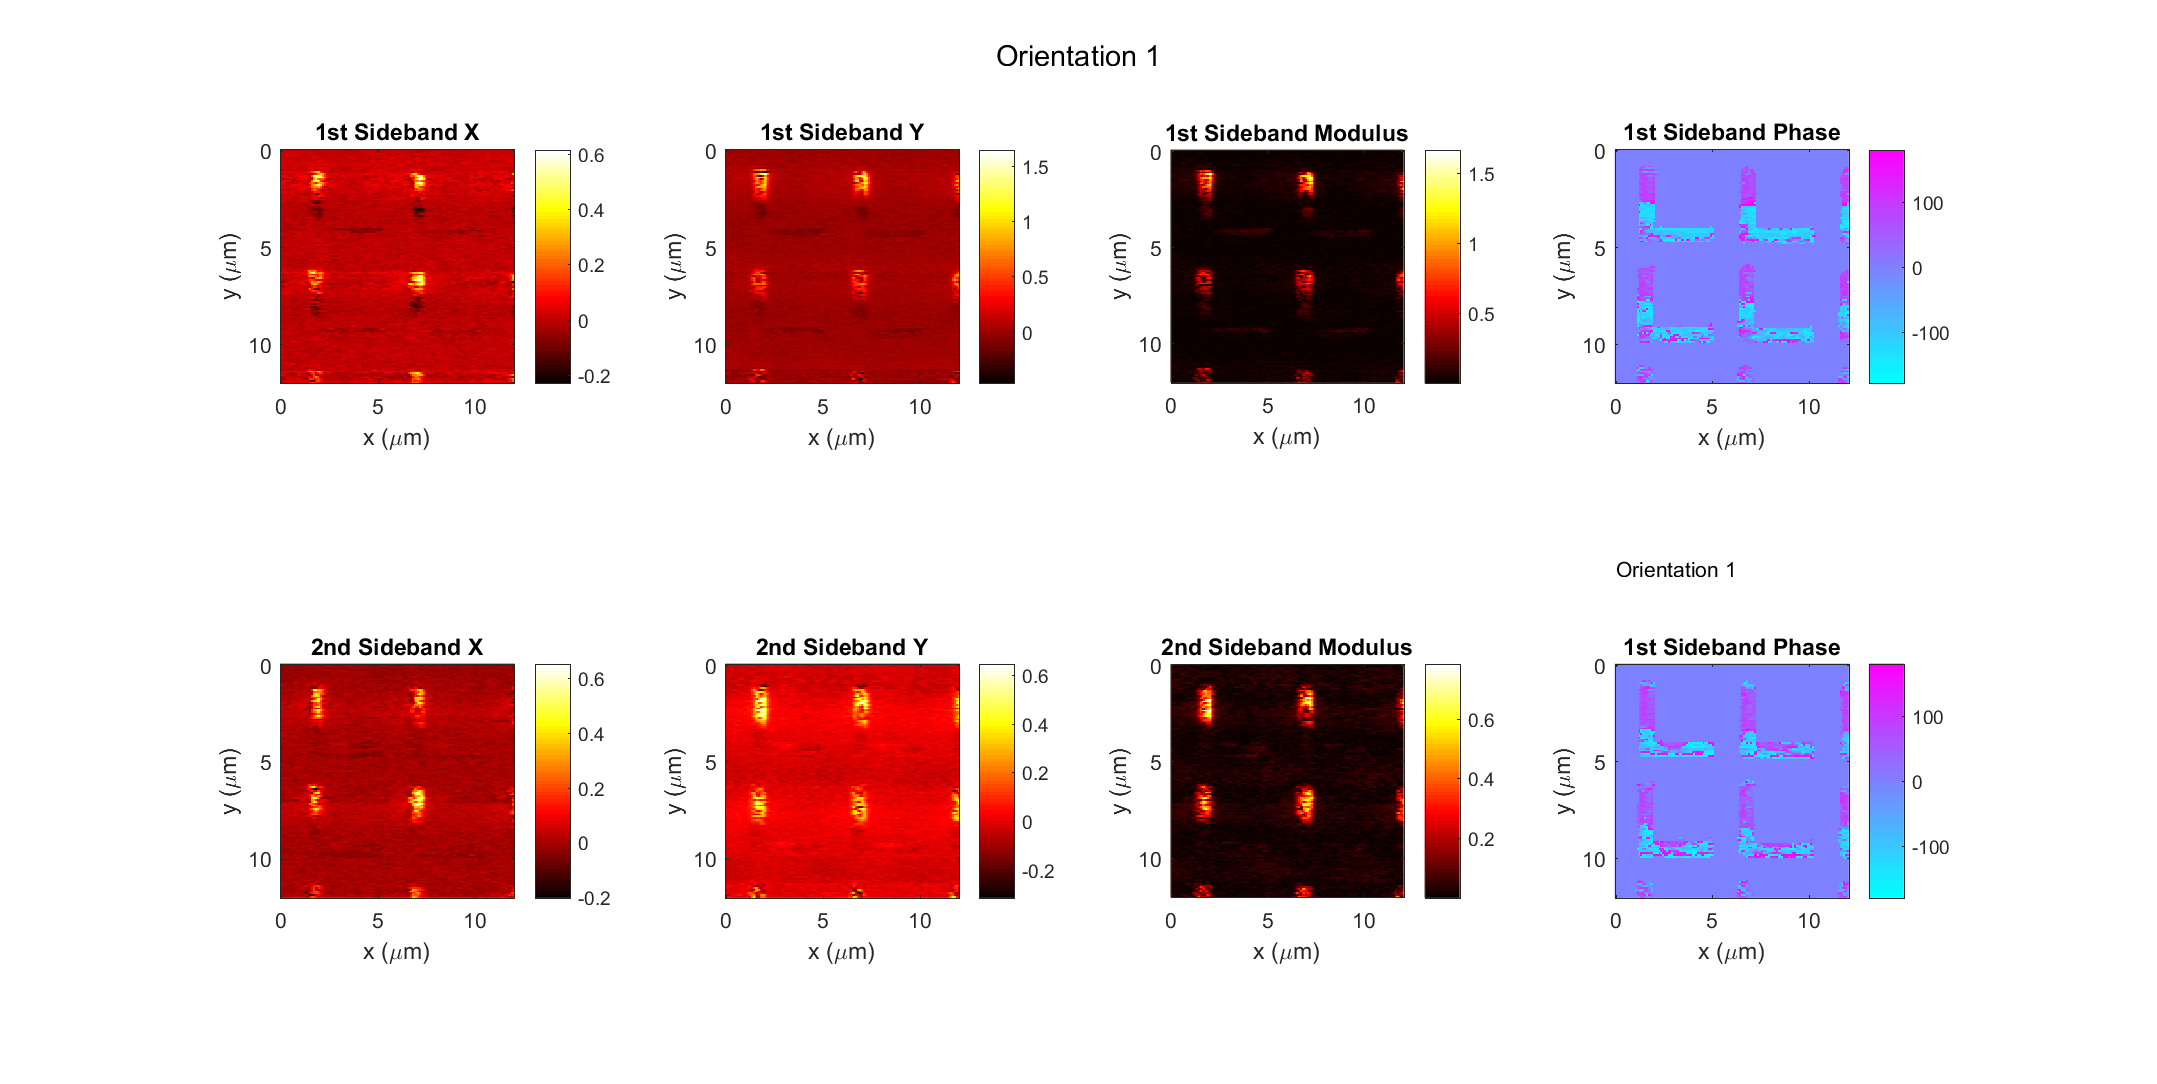 Orientation 1
1st Sideband X
1st Sideband Y
1st Sideband Modulus
1st Sideband Phase
0
5
10
y (μm)
0 5 10
x (μm)
0.6
0.4
0.2
0
-0.2
0
5
10
y (μm)
0 5 10
x (μm)
1.5
1
0.5
0
0
5
10
y (μm)
0 5 10
x (μm)
1.5
1
0.5
0
5
10
y (μm)
0 5 10
x (μm)
100
0
-100
Orientation 1
2nd Sideband X
2nd Sideband Y
2nd Sideband Modulus
1st Sideband Phase
0
5
10
y (μm)
0 5 10
x (μm)
0.6
0.4
0.2
0
-0.2
0
5
10
y (μm)
0 5 10
x (μm)
0.6
0.4
0.2
0
-0.2
0
5
10
y (μm)
0 5 10
x (μm)
0.6
0.4
0.2
0
5
10
y (μm)
0 5 10
x (μm)
100
0
-100